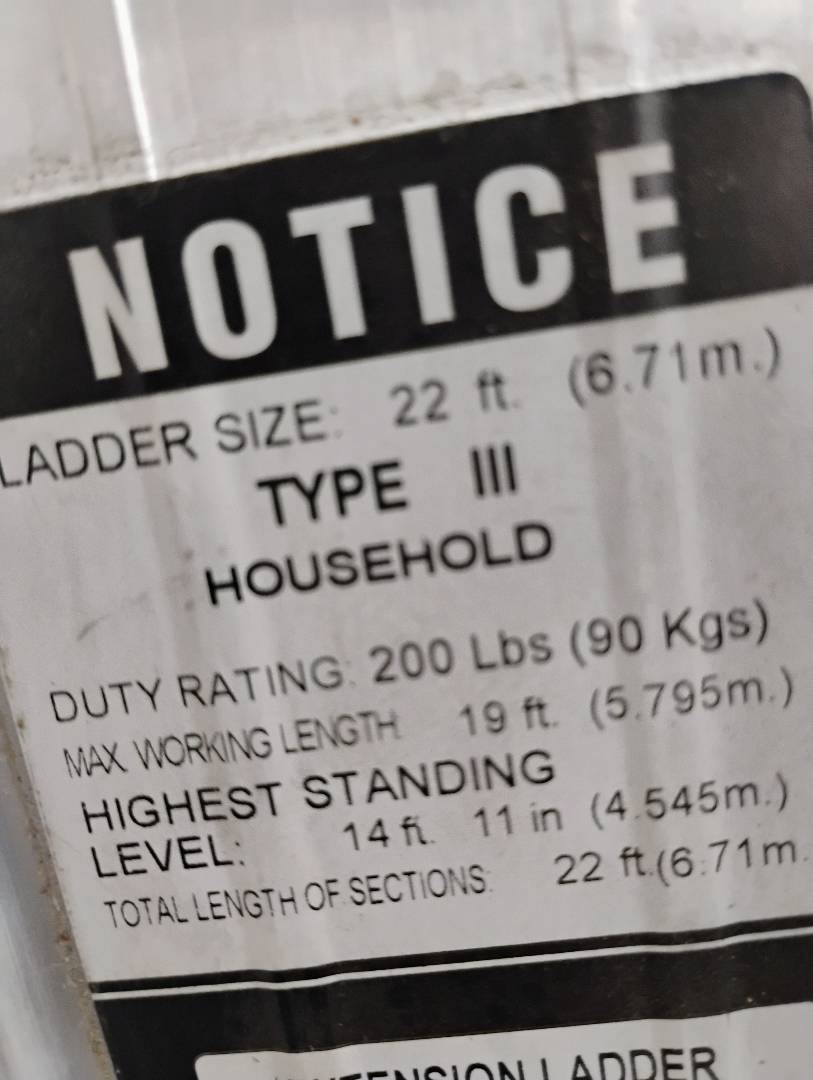 NOTICE
LADDER SIZE: 22 ft. (6.71m.)
TYPE III
HOUSEHOLD
DUTY RATING: 200 Lbs (90 Kgs)
MAX. WORKING LENGTH 19 ft. (5.795m.)
HIGHEST STANDING
LEVEL: 14 ft. 11 in (4.545m.)
TOTAL LENGTH OF SECTIONS: 22 ft.(6.71m.
LADDER